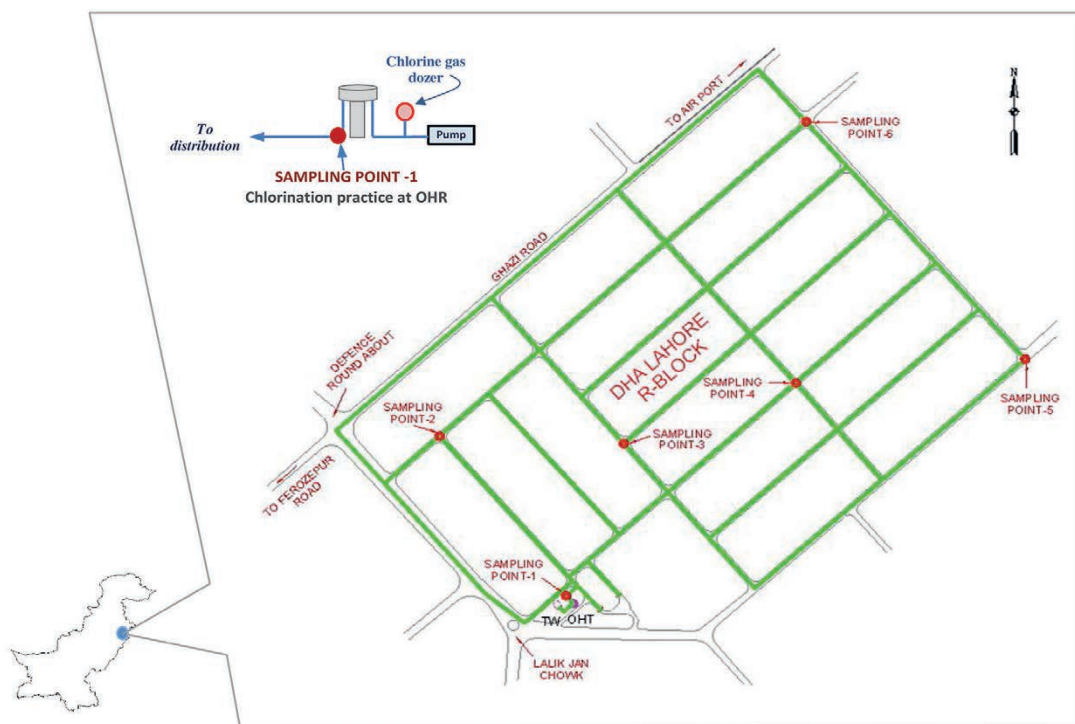 Chlorine gas
dozer
To
distribution
Pump
SAMPLING POINT -1
Chlorination practice at OHR
N
TO AIR PORT
SAMPLING
POINT-6
GHAZI ROAD
DEFENCE
ROUND ABOUT
DHA LAHORE
R-BLOCK
SAMPLING
POINT-4
SAMPLING
POINT-5
SAMPLING
POINT-2
SAMPLING
POINT-3
TO FEROZEPUR
ROAD
SAMPLING
POINT-1
TW
OHT
LALIK JAN
CHOWK